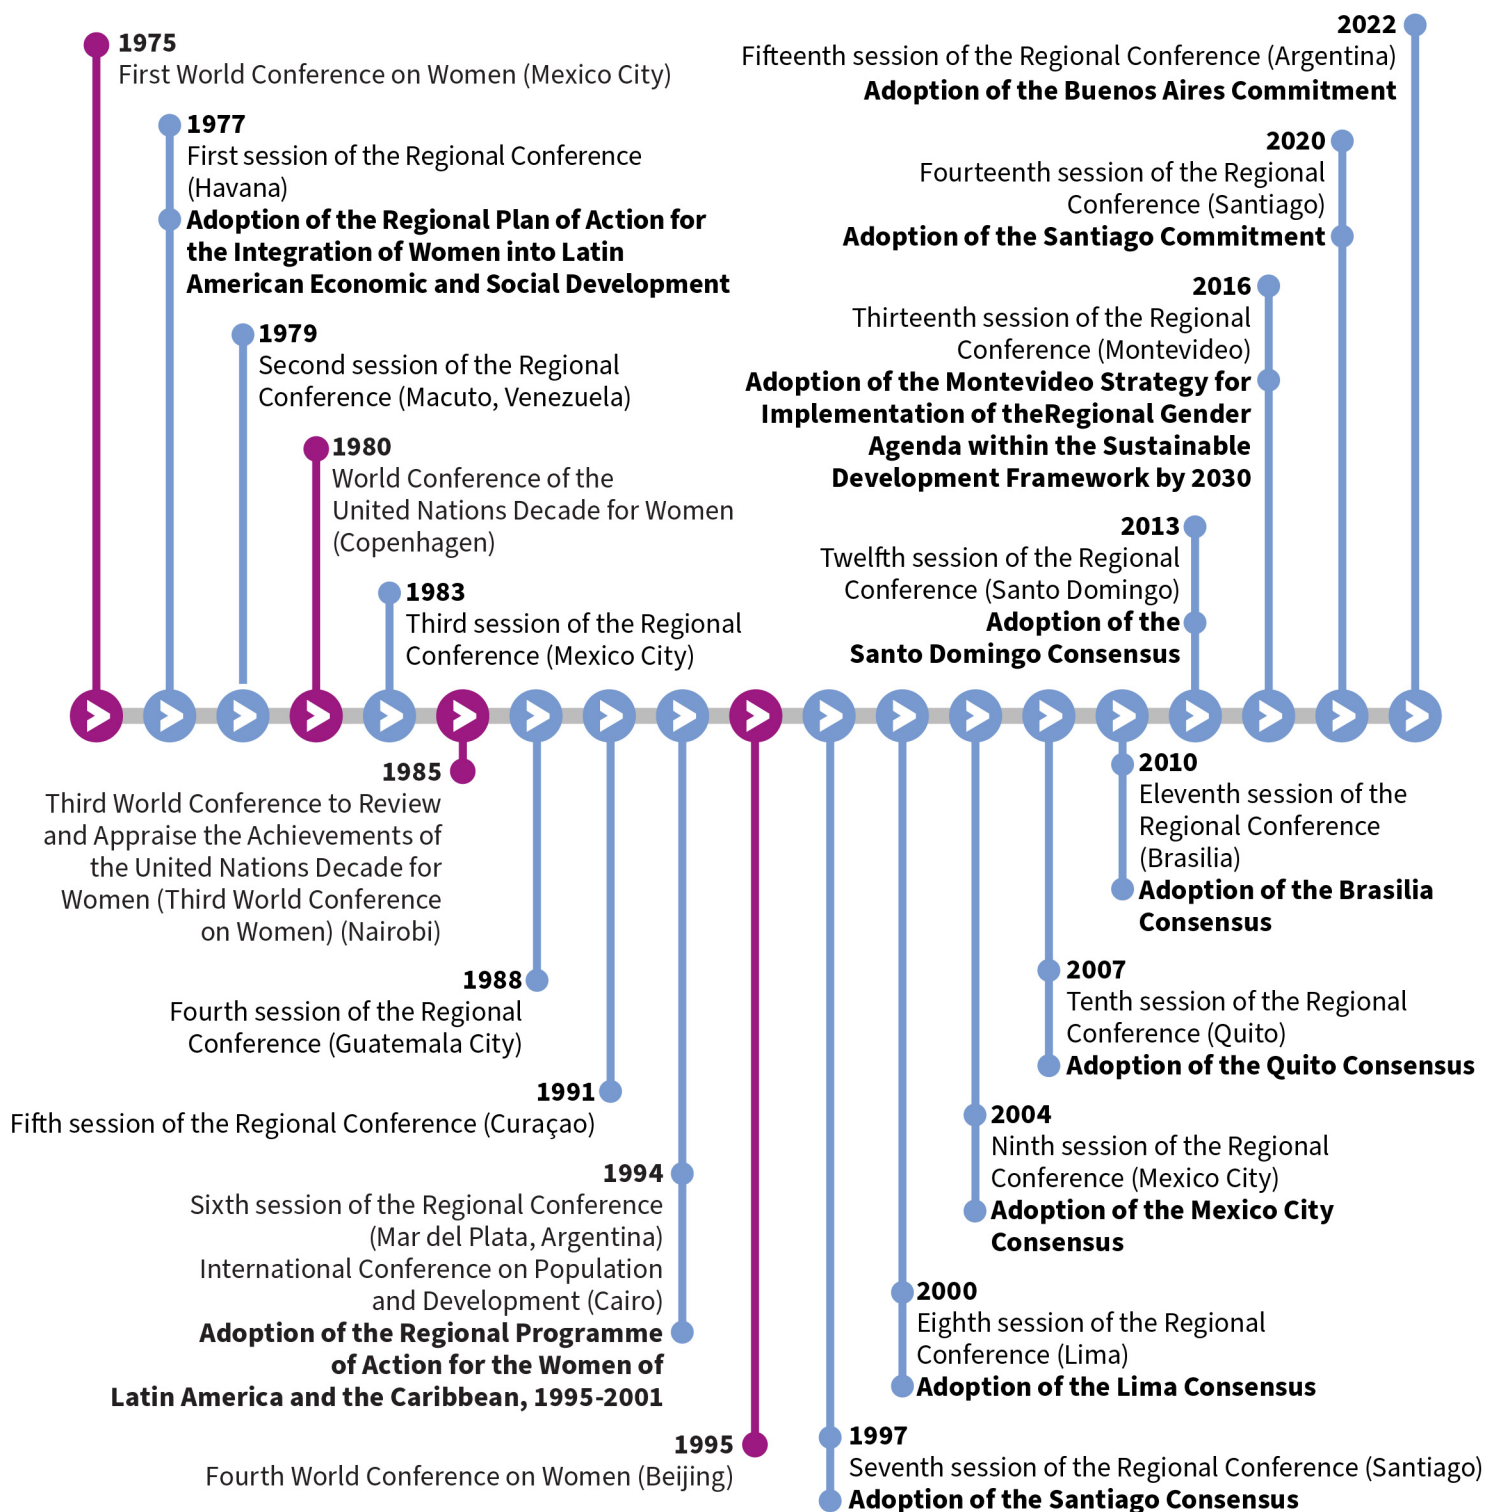 1975
First World Conference on Women (Mexico City)
1977
First session of the Regional Conference
(Havana)
Adoption of the Regional Plan of Action for
the Integration of Women into Latin
American Economic and Social Development
1979
Second session of the Regional
Conference (Macuto, Venezuela)
1980
World Conference of the
United Nations Decade for Women
(Copenhagen)
1983
Third session of the Regional
Conference (Mexico City)
1985
Third World Conference to Review
and Appraise the Achievements of
the United Nations Decade for
Women (Third World Conference
on Women) (Nairobi)
1988
Fourth session of the Regional
Conference (Guatemala City)
1991
Fifth session of the Regional Conference (Curaçao)
1994
Sixth session of the Regional Conference
(Mar del Plata, Argentina)
International Conference on Population
and Development (Cairo)
Adoption of the Regional Programme
of Action for the Women of
Latin America and the Caribbean, 1995-2001
1995
Fourth World Conference on Women (Beijing)
1997
Seventh session of the Regional Conference (Santiago)
Adoption of the Santiago Consensus
2000
Eighth session of the Regional
Conference (Lima)
Adoption of the Lima Consensus
2004
Ninth session of the Regional
Conference (Mexico City)
Adoption of the Mexico City
Consensus
2007
Tenth session of the Regional
Conference (Quito)
Adoption of the Quito Consensus
2010
Eleventh session of the
Regional Conference
(Brasilia)
Adoption of the Brasilia
Consensus
2013
Twelfth session of the Regional
Conference (Santo Domingo)
Adoption of the
Santo Domingo Consensus
2016
Thirteenth session of the Regional
Conference (Montevideo)
Adoption of the Montevideo Strategy for
Implementation of theRegional Gender
Agenda within the Sustainable
Development Framework by 2030
2020
Fourteenth session of the Regional
Conference (Santiago)
Adoption of the Santiago Commitment
2022
Fifteenth session of the Regional Conference (Argentina)
Adoption of the Buenos Aires Commitment